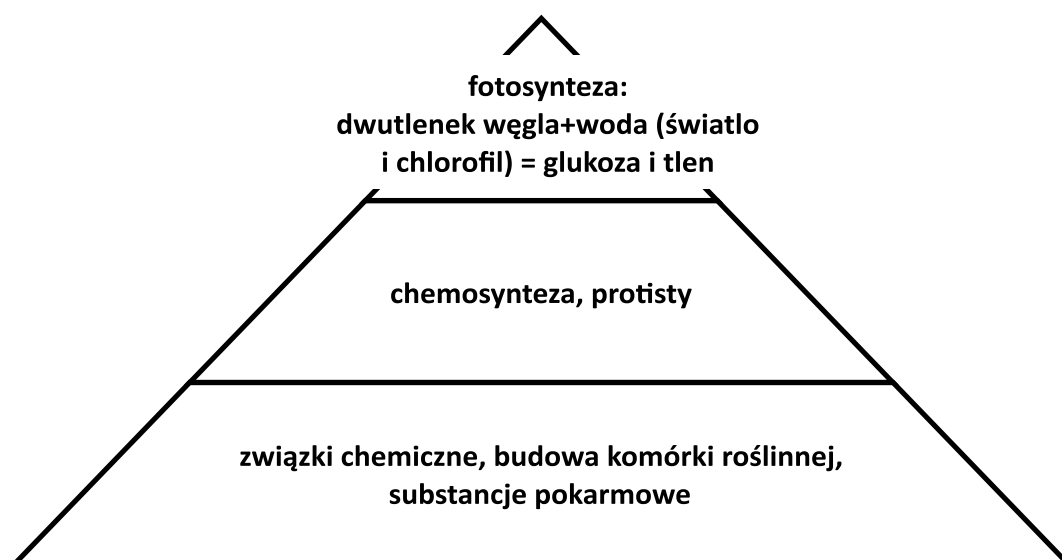 fotosynteza:
dwutlenek węgla+woda (światlo
i chlorofil) = glukoza i tlen
chemosynteza, protisty
związki chemiczne, budowa komórki roślinnej,
substancje pokarmowe